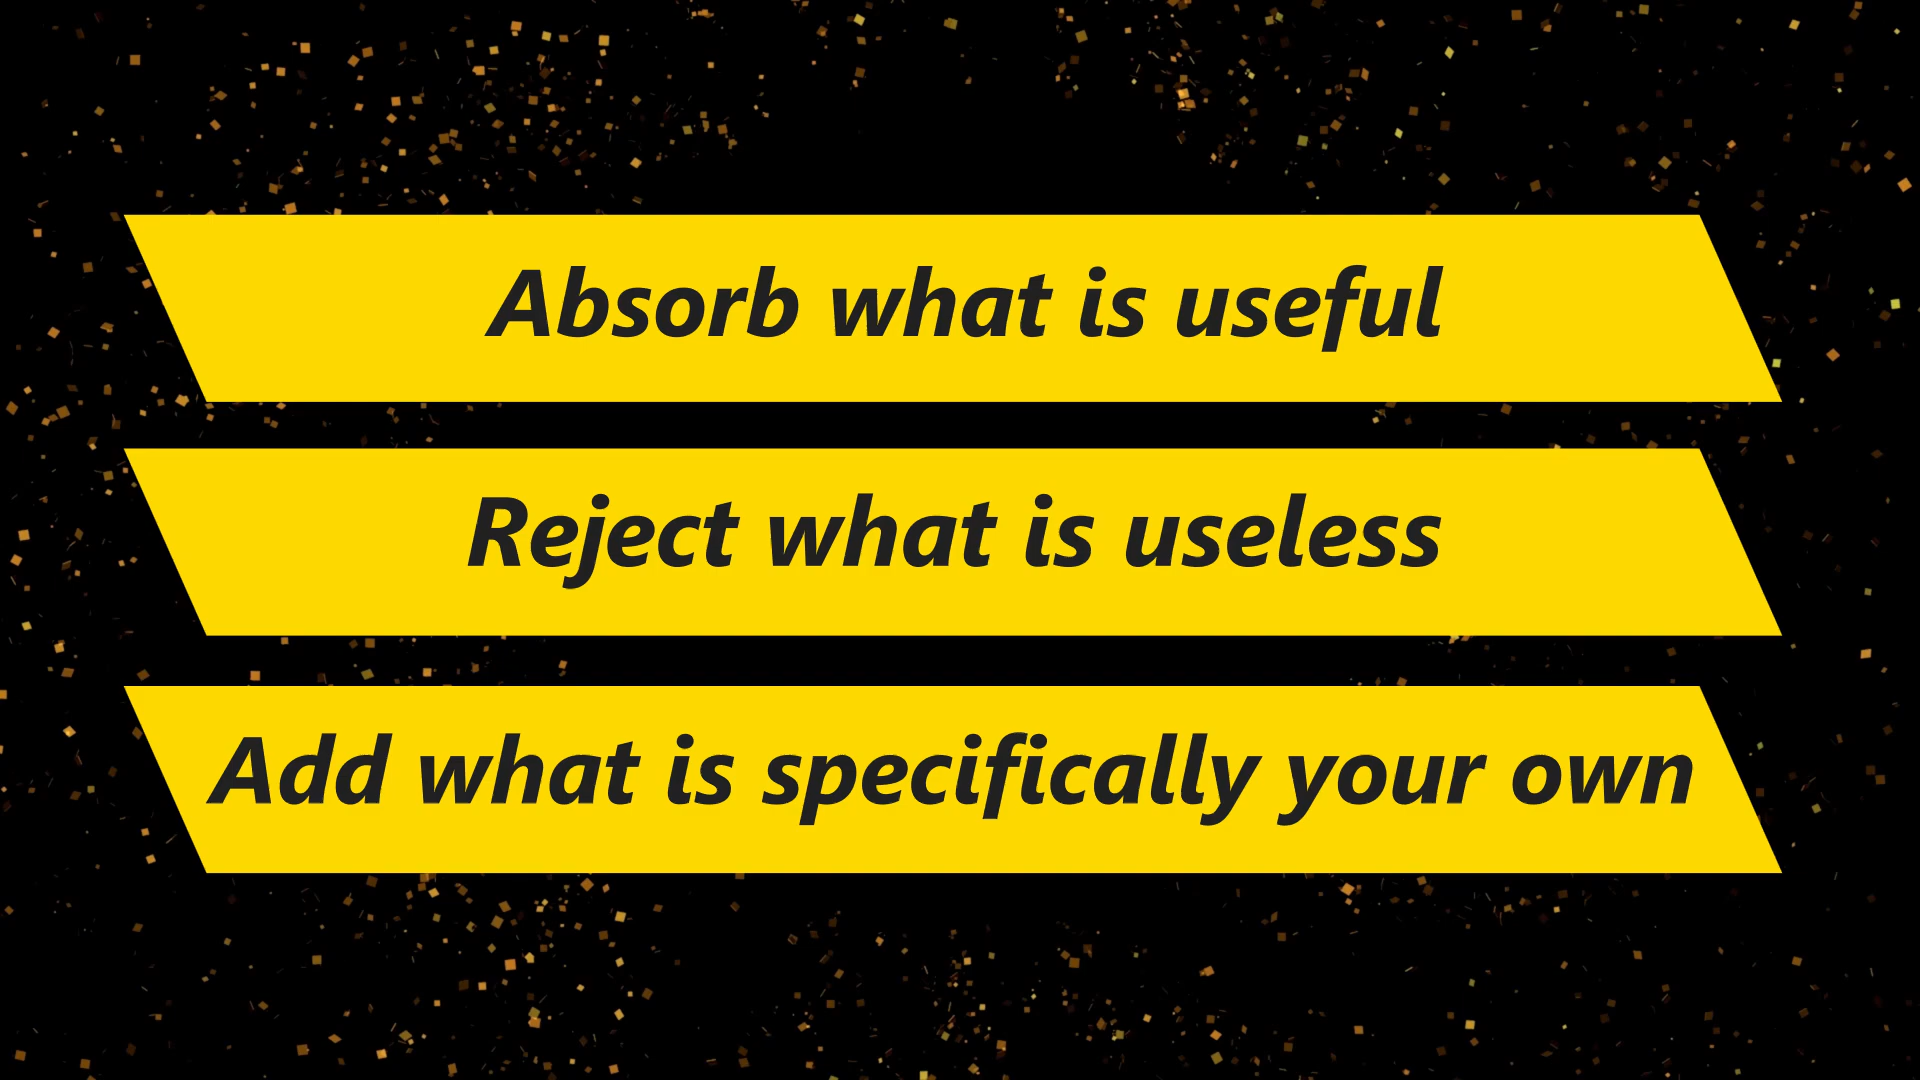 Absorb what is useful
Reject what is useless
Add what is specifically your own